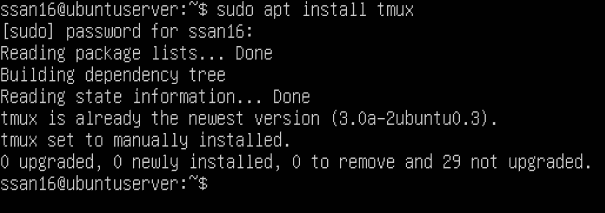 ssan16@ubuntuserver:~$ sudo apt install tmux
[sudo] password for ssan16:
Reading package lists... Done
Building dependency tree
Reading state information... Done
tmux is already the newest version (3.0a-2ubuntu0.3).
tmux set to manually installed.
0 upgraded, 0 newly installed, 0 to remove and 29 not upgraded.
ssan16@ubuntuserver:~$